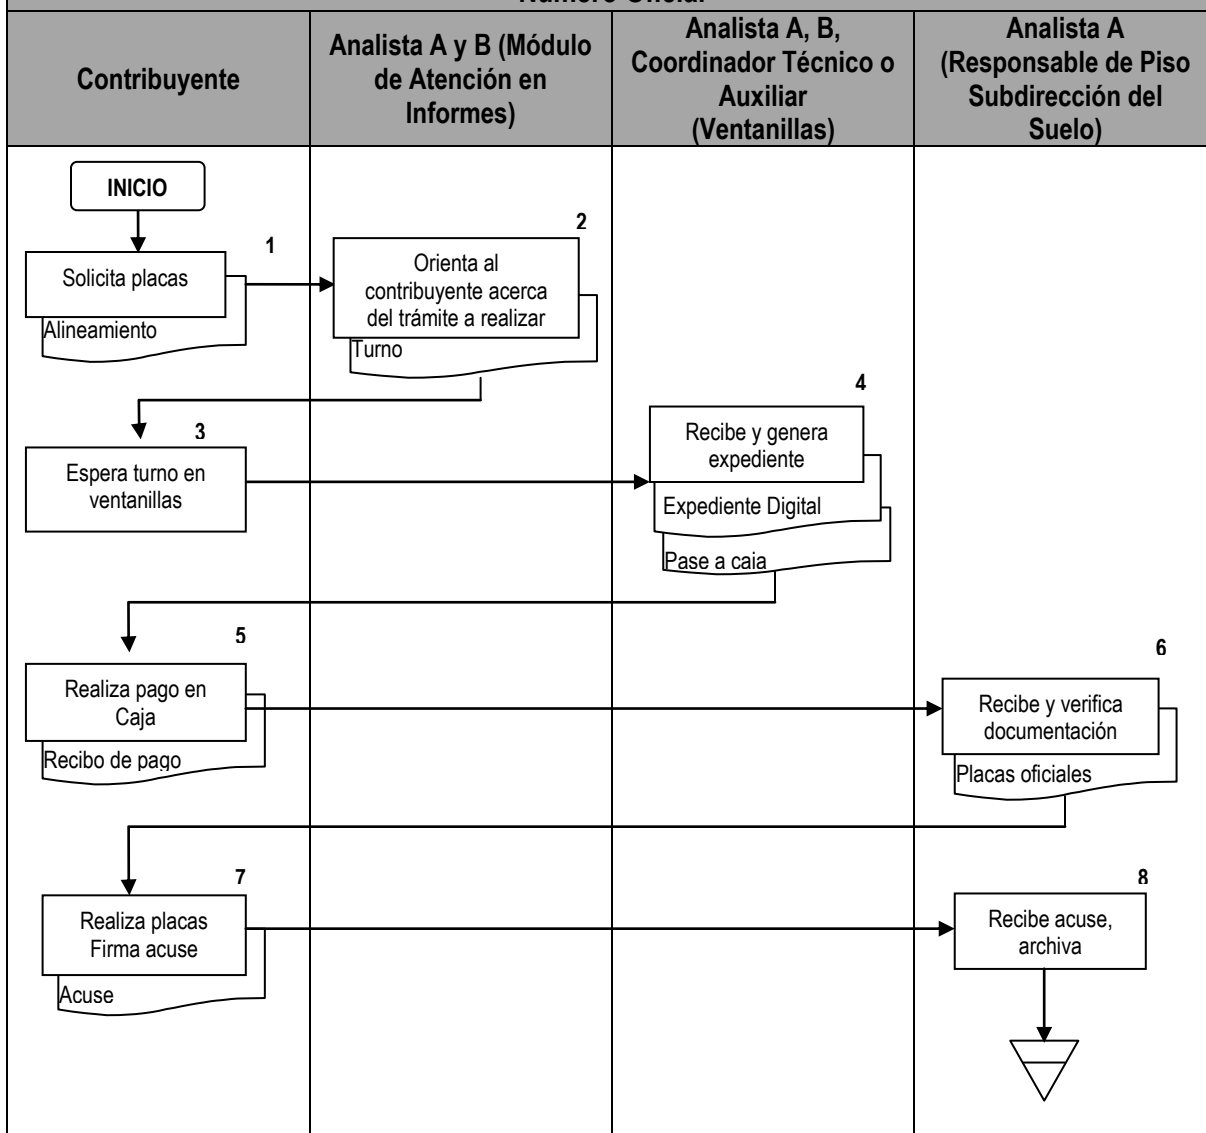 Número Oficial
Contribuyente
Analista A y B (Módulo
de Atención en
Informes)
Analista A, B,
Coordinador Técnico o
Auxiliar
(Ventanillas)
Analista A
(Responsable de Piso
Subdirección del
Suelo)
INICIO
1
Solicita placas
Alineamiento
2
Orienta al
contribuyente acerca
del trámite a realizar
Turno
3
Espera turno en
ventanillas
4
Recibe y genera
expediente
Expediente Digital
Pase a caja
5
Realiza pago en
Caja
Recibo de pago
6
Recibe y verifica
documentación
Placas oficiales
7
Realiza placas
Firma acuse
Acuse
8
Recibe acuse,
archiva